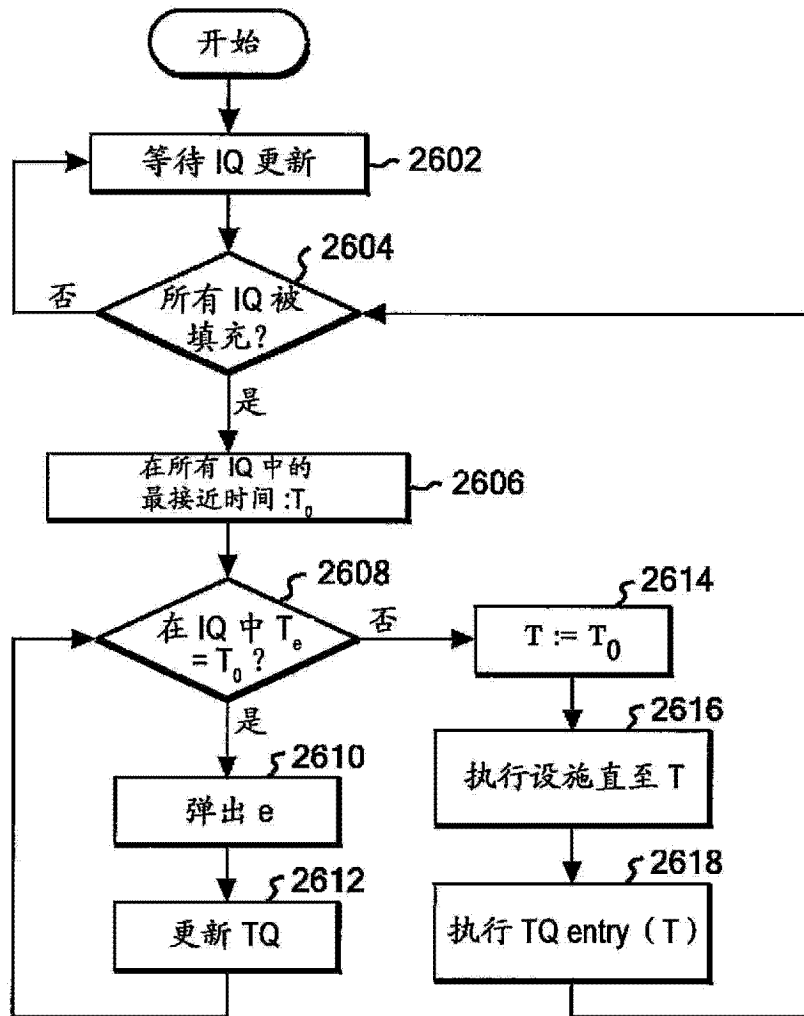 开始
等待 IQ 更新
2602
2604
否
所有 IQ 被
填充?
是
在所有 IQ 中的
最接近时间:T₀
2606
2608
在 IQ 中 Tₑ
= T₀ ?
否
2614
T := T₀
是
2610
弹出 e
2616
执行设施直至 T
2612
更新 TQ
2618
执行 TQ entry（T）